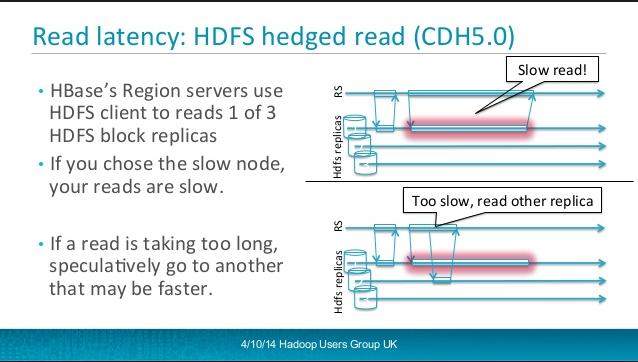 Read latency: HDFS hedged read (CDH5.0)
• HBase's Region servers use
HDFS client to reads 1 of 3
HDFS block replicas
• If you chose the slow node,
your reads are slow.
• If a read is taking too long,
speculatively go to another
that may be faster.
Slow read!
RS
Hdfs replicas
Too slow, read other replica
RS
Hdfs replicas
4/10/14 Hadoop Users Group UK